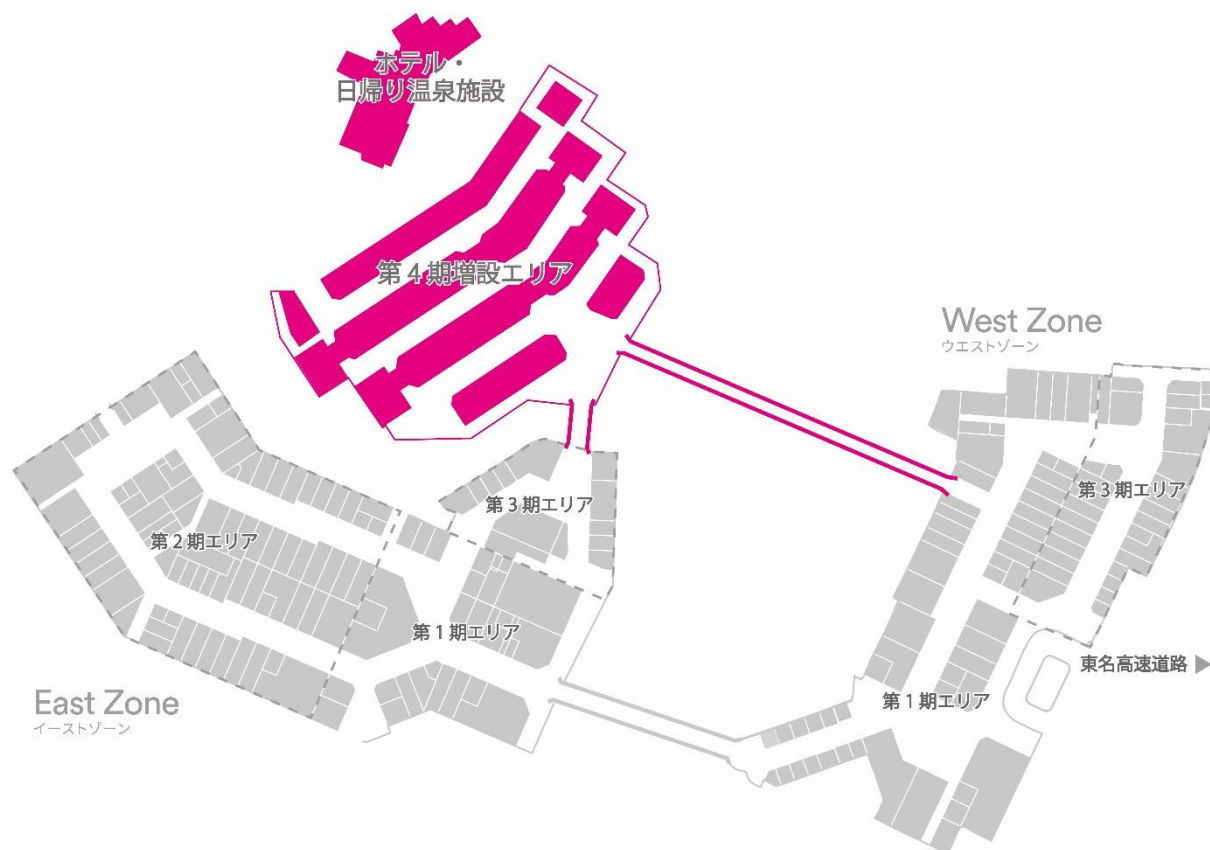 ホテル・
日帰り温泉施設
第4期増設エリア
West Zone
ウエストゾーン
第3期エリア
第3期エリア
第2期エリア
第1期エリア
東名高速道路 ▶
East Zone
イーストゾーン
第1期エリア